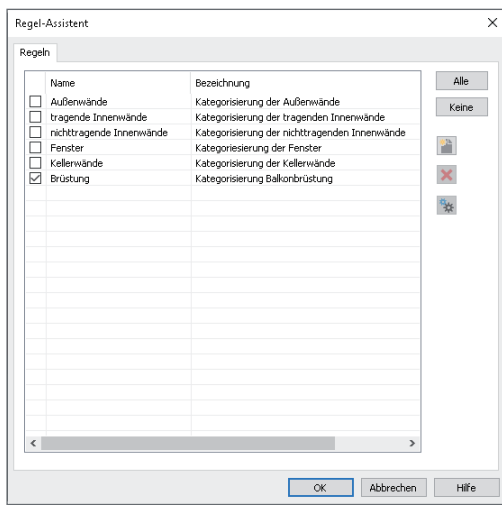 Regel-Assistent
Regeln
Name Bezeichnung
Außenwände Kategorisierung der Außenwände
tragende Innenwände Kategorisierung der tragenden Innenwände
nichttragende Innenwände Kategorisierung der nichttragenden Innenwände
Fenster Kategoriesierung der Fenster
Kellerwände Kategorisierung der Kellerwände
Brüstung Kategorisierung Balkonbrüstung
Alle
Keine
OK Abbrechen Hilfe